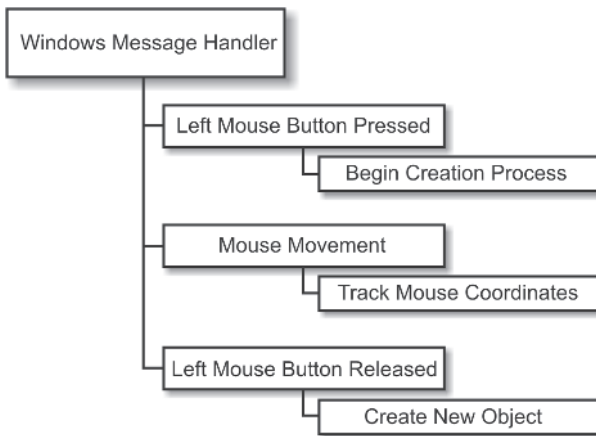 Windows Message Handler
Left Mouse Button Pressed
Begin Creation Process
Mouse Movement
Track Mouse Coordinates
Left Mouse Button Released
Create New Object